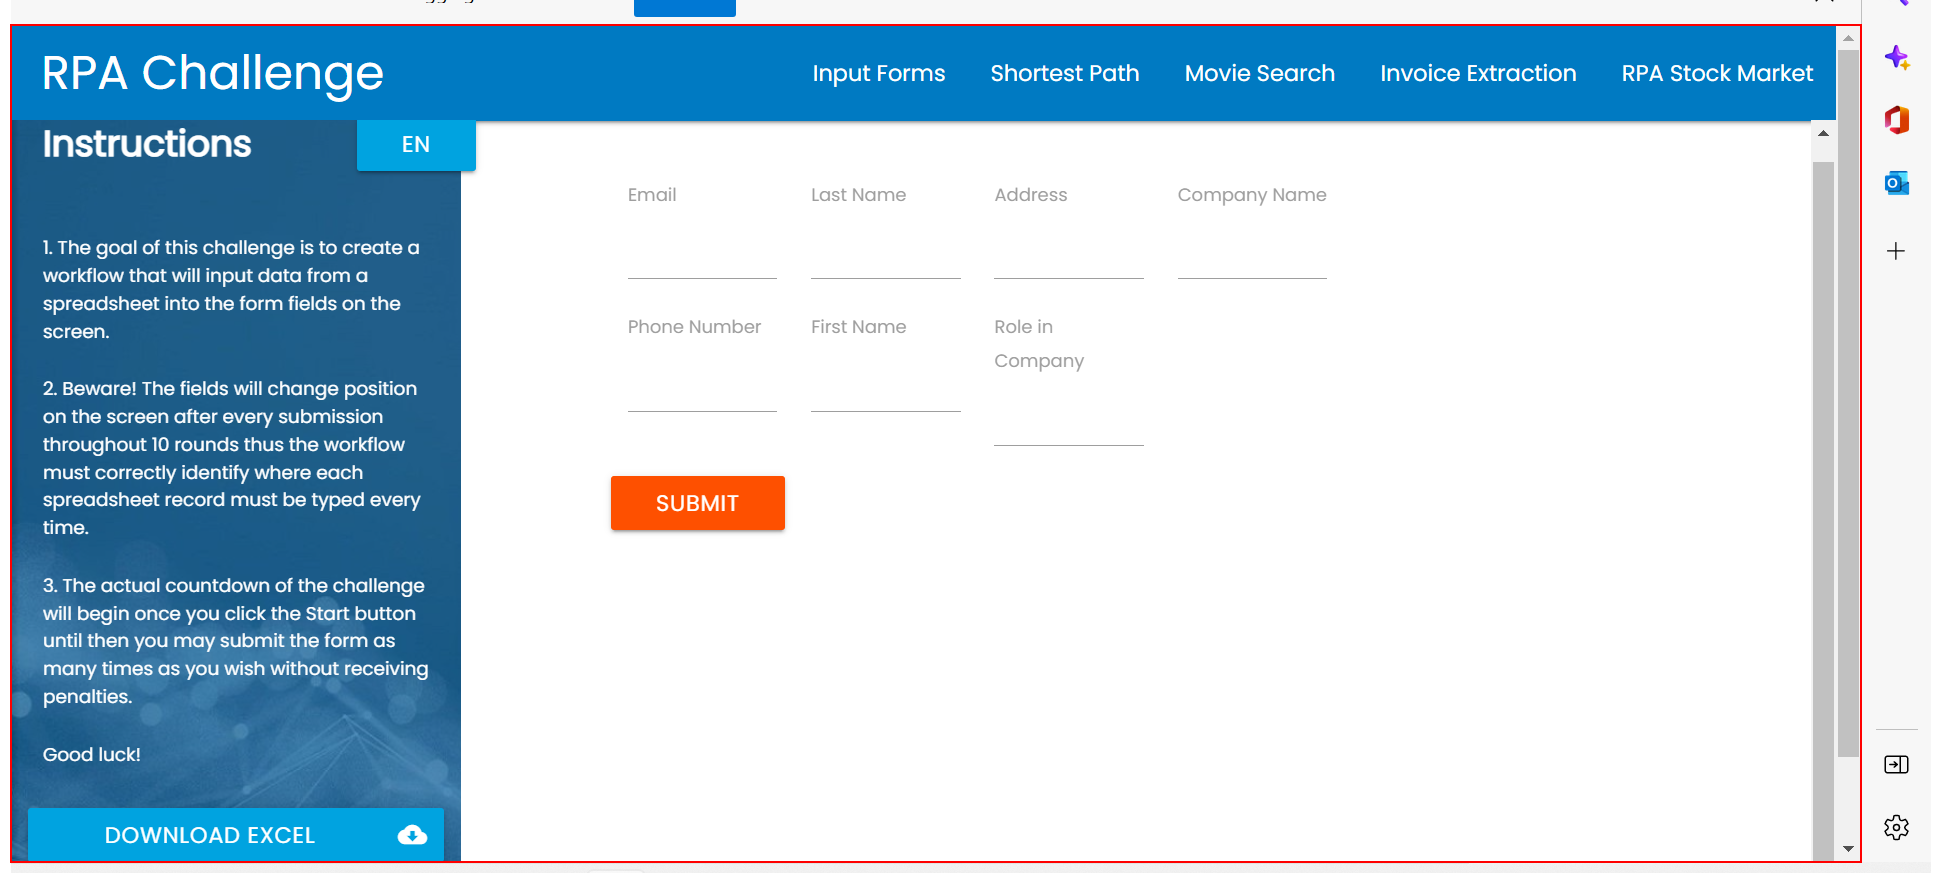 RPA Challenge
Input Forms
Shortest Path
Movie Search
Invoice Extraction
RPA Stock Market
Instructions
EN
1. The goal of this challenge is to create a
workflow that will input data from a
spreadsheet into the form fields on the
screen.
2. Beware! The fields will change position
on the screen after every submission
throughout 10 rounds thus the workflow
must correctly identify where each
spreadsheet record must be typed every
time.
3. The actual countdown of the challenge
will begin once you click the Start button
until then you may submit the form as
many times as you wish without receiving
penalties.
Good luck!
DOWNLOAD EXCEL
Email
Last Name
Address
Company Name
Phone Number
First Name
Role in
Company
SUBMIT